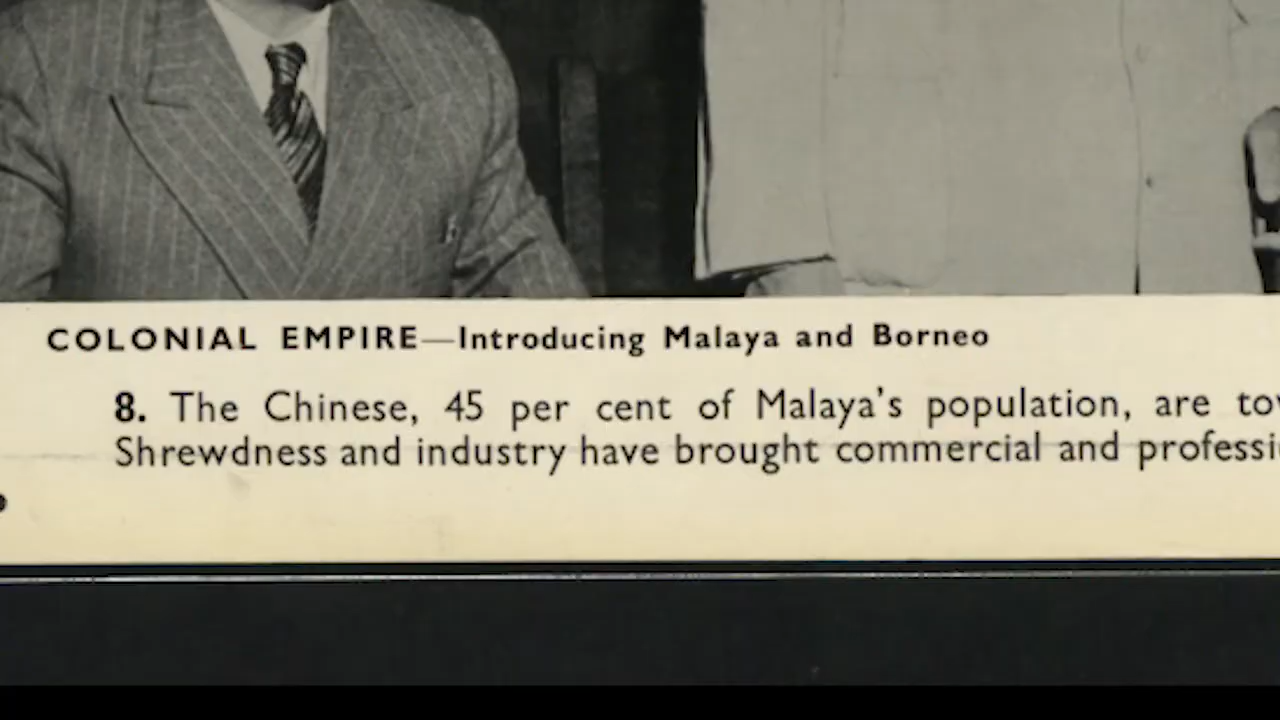 COLONIAL EMPIRE—Introducing Malaya and Borneo
8. The Chinese, 45 per cent of Malaya's population, are
Shrewdness and industry have brought commercial and